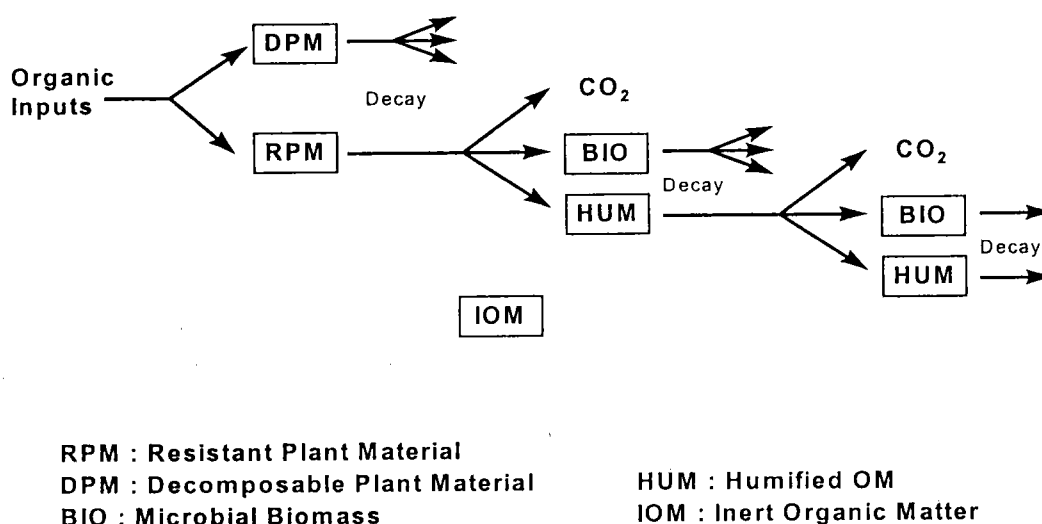 DPM
Organic
Inputs
Decay
CO₂
RPM
BIO
CO₂
Decay
HUM
BIO
Decay
HUM
IOM
RPM : Resistant Plant Material
DPM : Decomposable Plant Material
BIO : Microbial Biomass
HUM : Humified OM
IOM : Inert Organic Matter